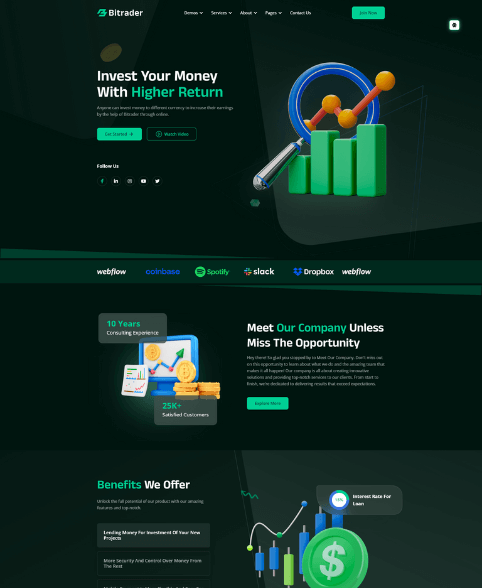 Bitrader
Demos Services About Pages Contact Us
Join Now
Invest Your Money
With Higher Return
Anyone can invest money to different currency to increase their earnings
by the help of Bitrader through online.
Get Started
Watch Video
Follow Us
webflow coinbase Spotify slack Dropbox webflow
10 Years
Consulting Experience
25K+
Satisfied Customers
Meet Our Company Unless
Miss The Opportunity
Hey there! So glad you stopped by to Meet Our Company. Don't miss out
on this opportunity to learn about what we do and the amazing team that
makes it all happen! Our company is all about creating innovative
solutions and providing top-notch services to our clients. From start to
finish, we're dedicated to delivering results that exceed expectations.
Explore More
Benefits We Offer
Unlock the full potential of our product with our amazing
features and top-notch.
Interest Rate For
Loan
Lending Money For Investment Of Your New
Projects
More Security And Control Over Money From
The Rest